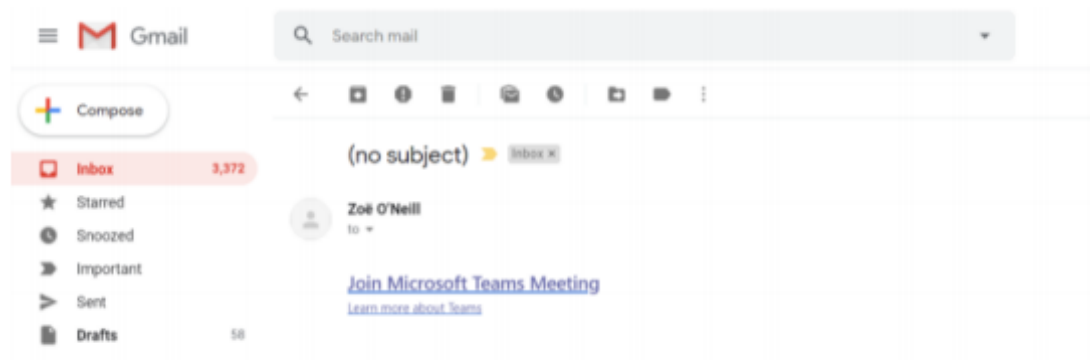 Gmail
Search mail
Compose
(no subject) Inbox x
Inbox 3,372
Starred
Zoë O'Neill
to
Snoozed
Important
Join Microsoft Teams Meeting
Sent
Learn more about Teams
Drafts 58